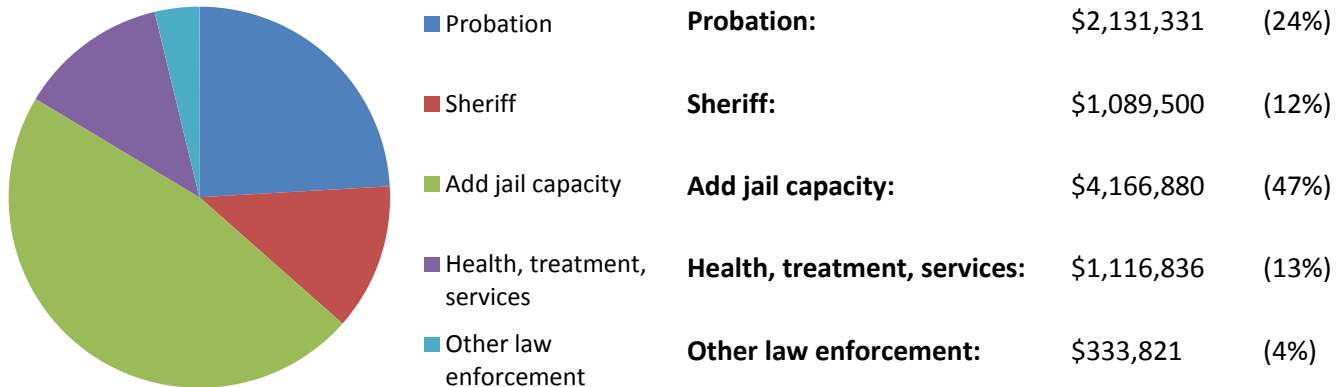 Probation
Sheriff
Add jail capacity
Health, treatment,
services
Other law
enforcement
Probation: $2,131,331 (24%)
Sheriff: $1,089,500 (12%)
Add jail capacity: $4,166,880 (47%)
Health, treatment, services: $1,116,836 (13%)
Other law enforcement: $333,821 (4%)